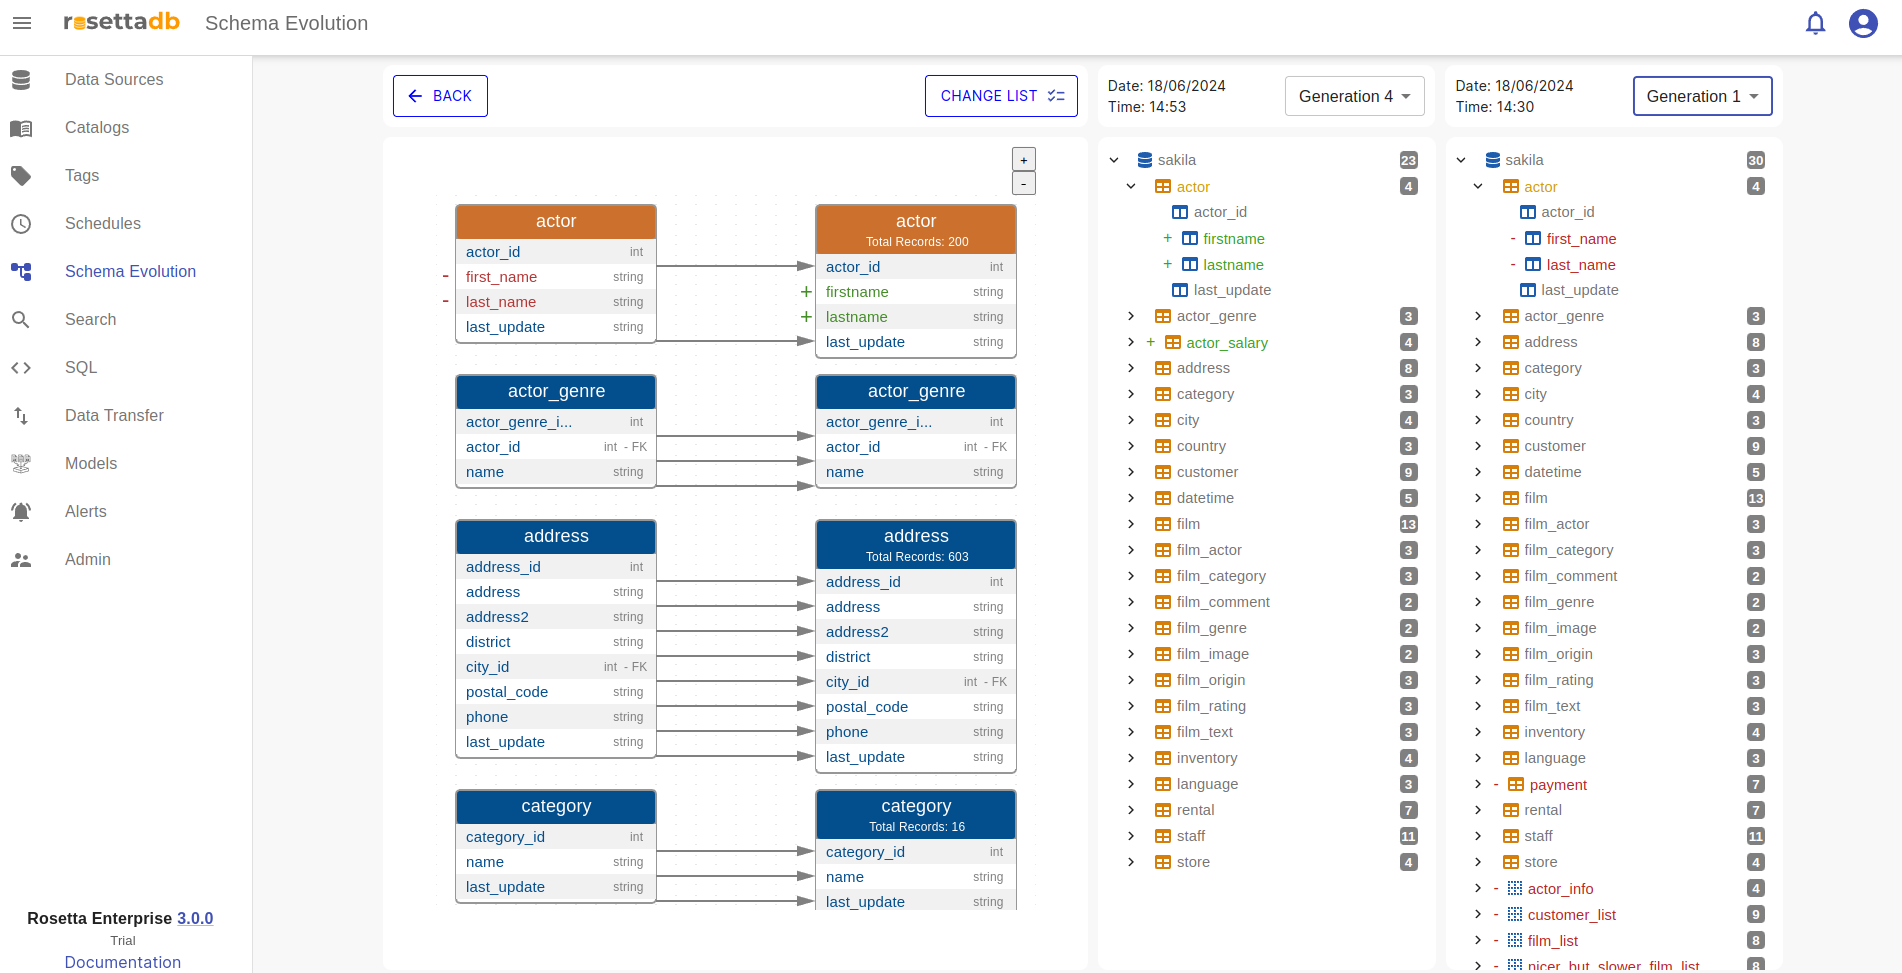 rosettadb
Schema Evolution
Data Sources
Catalogs
Tags
Schedules
Schema Evolution
Search
SQL
Data Transfer
Models
Alerts
Admin
Rosetta Enterprise 3.0.0
Trial
Documentation
BACK
CHANGE LIST
+
-
actor
actor_id int
- first_name string
- last_name string
last_update string
actor
Total Records: 200
actor_id int
+ firstname string
+ lastname string
last_update string
actor_genre
actor_genre_i... int
actor_id int - FK
name string
actor_genre
actor_genre_i... int
actor_id int - FK
name string
address
address_id int
address string
address2 string
district string
city_id int - FK
postal_code string
phone string
last_update string
address
Total Records: 603
address_id int
address string
address2 string
district string
city_id int - FK
postal_code string
phone string
last_update string
category
category_id int
name string
last_update string
category
Total Records: 16
category_id int
name string
last_update string
Date: 18/06/2024
Time: 14:53
Generation 4
sakila 23
actor 4
actor_id
+ firstname
+ lastname
last_update
actor_genre 3
+ actor_salary 4
address 8
category 3
city 4
country 3
customer 9
datetime 5
film 13
film_actor 3
film_category 3
film_comment 2
film_genre 2
film_image 2
film_origin 3
film_rating 3
film_text 3
inventory 4
language 3
rental 7
staff 11
store 4
Date: 18/06/2024
Time: 14:30
Generation 1
sakila 30
actor 4
actor_id
- first_name
- last_name
last_update
actor_genre 3
address 8
category 3
city 4
country 3
customer 9
datetime 5
film 13
film_actor 3
film_category 3
film_comment 2
film_genre 2
film_image 2
film_origin 3
film_rating 3
film_text 3
inventory 4
language 3
- payment 7
rental 7
staff 11
store 4
- actor_info 4
- customer_list 9
- film_list 8
- nicer_but_slower_film_list 8